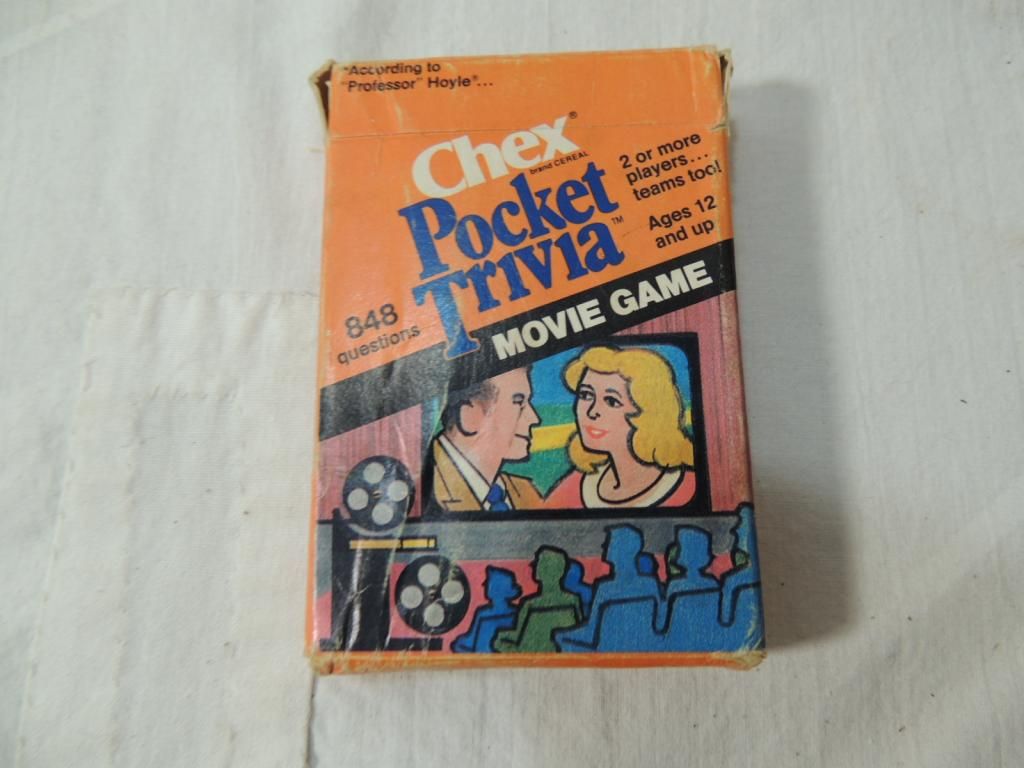 "According to
"Professor" Hoyle®...
Chex®
brand CEREAL
Pocket
Trivia™
2 or more
players...
teams too!
Ages 12
and up
848
questions
MOVIE GAME